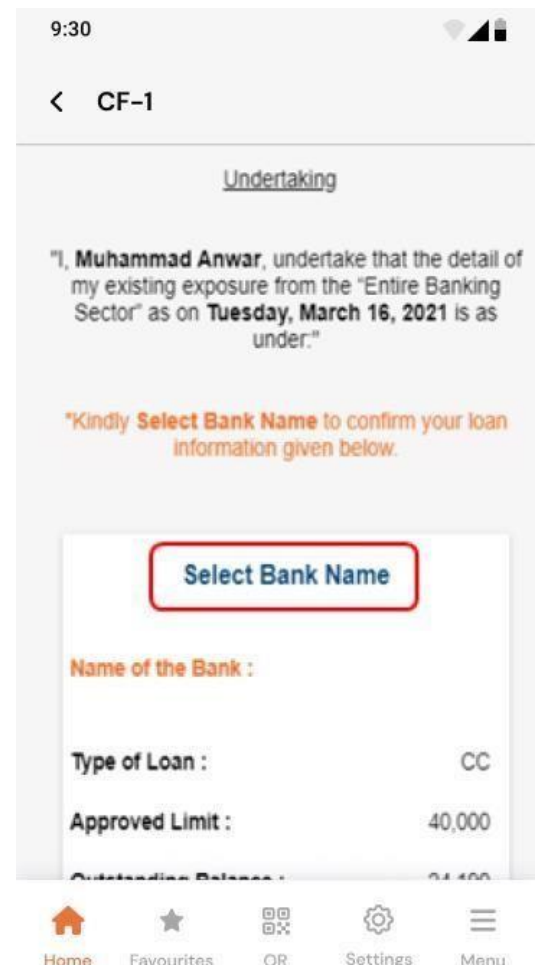 9:30
CF-1
Undertaking
"I, Muhammad Anwar, undertake that the detail of
my existing exposure from the "Entire Banking
Sector" as on Tuesday, March 16, 2021 is as
under:"
"Kindly Select Bank Name to confirm your loan
information given below.
Select Bank Name
Name of the Bank :
Type of Loan : CC
Approved Limit : 40,000
Outstanding Balance :
Home Favourites QR Settings Menu